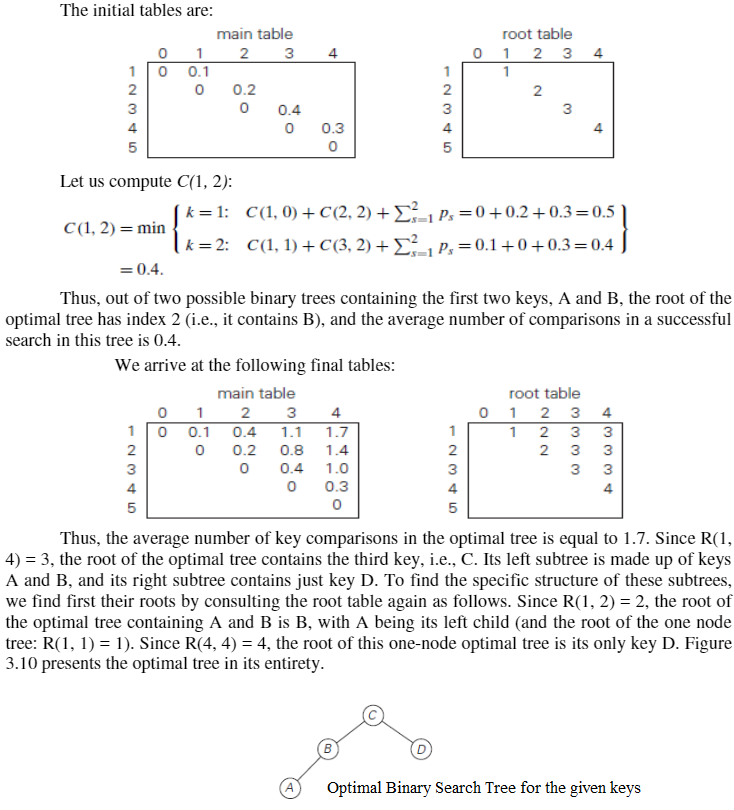 The initial tables are:
main table root table
0 1 2 3 4 0 1 2 3 4
1 0 0.1 1 1
2 0 0.2 2 2
3 0 0.4 3 3
4 0 0.3 4 4
5 0 5
Let us compute C(1, 2):
k = 1: C(1, 0) + C(2, 2) + ∑²ₛ₌₁ pₛ = 0 + 0.2 + 0.3 = 0.5
C(1, 2) = min
k = 2: C(1, 1) + C(3, 2) + ∑²ₛ₌₁ pₛ = 0.1 + 0 + 0.3 = 0.4
= 0.4.
Thus, out of two possible binary trees containing the first two keys, A and B, the root of the
optimal tree has index 2 (i.e., it contains B), and the average number of comparisons in a successful
search in this tree is 0.4.
We arrive at the following final tables:
main table root table
0 1 2 3 4 0 1 2 3 4
1 0 0.1 0.4 1.1 1.7 1 1 2 3 3
2 0 0.2 0.8 1.4 2 2 3 3
3 0 0.4 1.0 3 3 3
4 0 0.3 4 4
5 0 5
Thus, the average number of key comparisons in the optimal tree is equal to 1.7. Since R(1,
4) = 3, the root of the optimal tree contains the third key, i.e., C. Its left subtree is made up of keys
A and B, and its right subtree contains just key D. To find the specific structure of these subtrees,
we find first their roots by consulting the root table again as follows. Since R(1, 2) = 2, the root of
the optimal tree containing A and B is B, with A being its left child (and the root of the one node
tree: R(1, 1) = 1). Since R(4, 4) = 4, the root of this one-node optimal tree is its only key D. Figure
3.10 presents the optimal tree in its entirety.
C
B D
A Optimal Binary Search Tree for the given keys